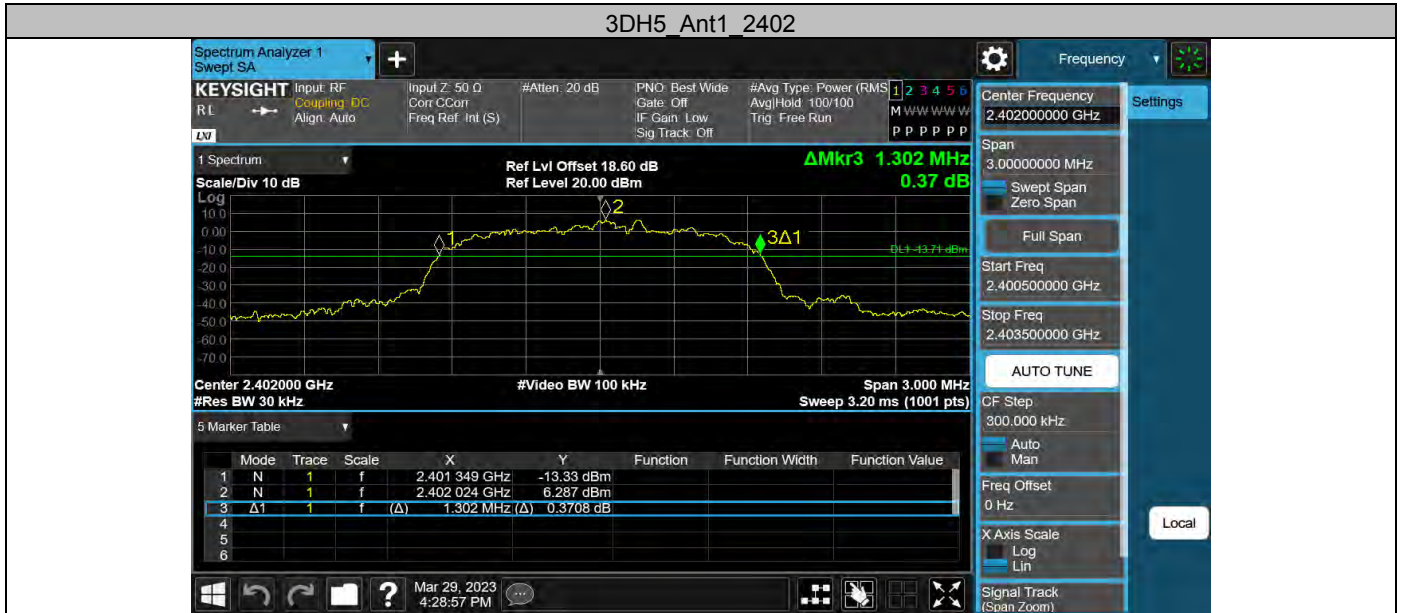 3DH5_Ant1_2402
Spectrum Analyzer 1
Swept SA
+
Frequency
KEYSIGHT
RL
LXI
Input: RF
Coupling: DC
Align: Auto
Input Z: 50 Ω
Corr CCorr
Freq Ref: Int (S)
#Atten: 20 dB
PNO: Best Wide
Gate: Off
IF Gain: Low
Sig Track: Off
#Avg Type: Power (RMS
Avg|Hold: 100/100
Trig: Free Run
1 2 3 4 5 6
M W W W W W
P P P P P P
Center Frequency
2.402000000 GHz
Settings
1 Spectrum
Scale/Div 10 dB
Log
Ref Lvl Offset 18.60 dB
Ref Level 20.00 dBm
ΔMkr3 1.302 MHz
0.37 dB
10.0
0.00
-10.0
-20.0
-30.0
-40.0
-50.0
-60.0
-70.0
1
2
3Δ1
DL1 -13.71 dBm
Center 2.402000 GHz
#Res BW 30 kHz
#Video BW 100 kHz
Span 3.000 MHz
Sweep 3.20 ms (1001 pts)
Span
3.00000000 MHz
Swept Span
Zero Span
Full Span
Start Freq
2.400500000 GHz
Stop Freq
2.403500000 GHz
AUTO TUNE
CF Step
300.000 kHz
Auto
Man
Freq Offset
0 Hz
X Axis Scale
Log
Lin
Signal Track
(Span Zoom)
Local
5 Marker Table
Mode Trace Scale X Y Function Function Width Function Value
1 N 1 f 2.401 349 GHz -13.33 dBm
2 N 1 f 2.402 024 GHz 6.287 dBm
3 Δ1 1 f (Δ) 1.302 MHz (Δ) 0.3708 dB
4
5
6
?
Mar 29, 2023
4:28:57 PM